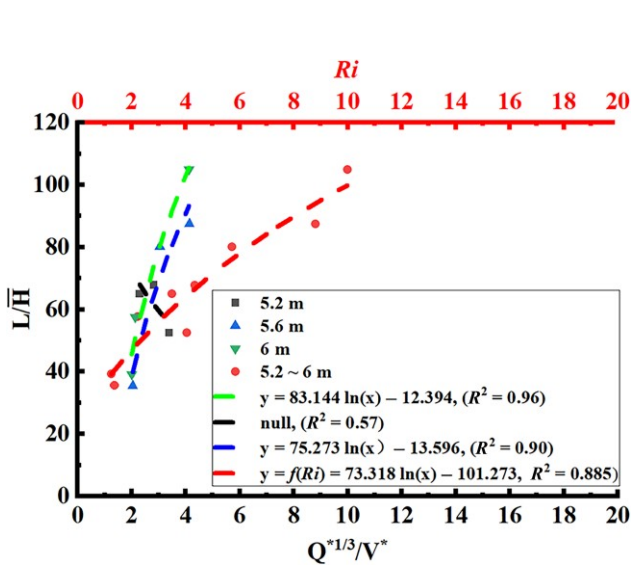 Ri
0 2 4 6 8 10 12 14 16 18 20
120
100
80
60
40
20
0
L/H̅
5.2 m
5.6 m
6 m
5.2 ~ 6 m
y = 83.144 ln(x) − 12.394, (R² = 0.96)
null, (R² = 0.57)
y = 75.273 ln(x）− 13.596, (R² = 0.90)
y = f(Ri) = 73.318 ln(x) − 101.273, R² = 0.885)
0 2 4 6 8 10 12 14 16 18 20
Q*1/3/V*